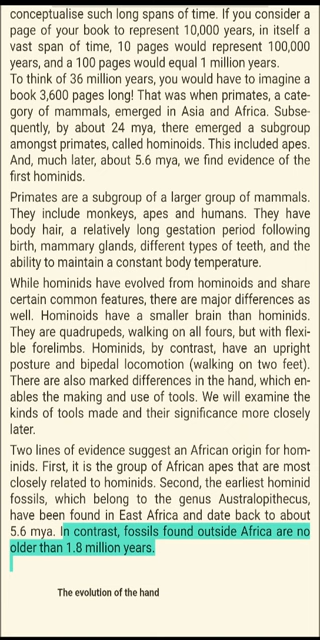 conceptualise such long spans of time. If you consider a
page of your book to represent 10,000 years, in itself a
vast span of time, 10 pages would represent 100,000
years, and a 100 pages would equal 1 million years.
To think of 36 million years, you would have to imagine a
book 3,600 pages long! That was when primates, a cate-
gory of mammals, emerged in Asia and Africa. Subse-
quently, by about 24 mya, there emerged a subgroup
amongst primates, called hominoids. This included apes.
And, much later, about 5.6 mya, we find evidence of the
first hominids.
Primates are a subgroup of a larger group of mammals.
They include monkeys, apes and humans. They have
body hair, a relatively long gestation period following
birth, mammary glands, different types of teeth, and the
ability to maintain a constant body temperature.
While hominids have evolved from hominoids and share
certain common features, there are major differences as
well. Hominoids have a smaller brain than hominids.
They are quadrupeds, walking on all fours, but with flexi-
ble forelimbs. Hominids, by contrast, have an upright
posture and bipedal locomotion (walking on two feet).
There are also marked differences in the hand, which en-
ables the making and use of tools. We will examine the
kinds of tools made and their significance more closely
later.
Two lines of evidence suggest an African origin for hom-
inids. First, it is the group of African apes that are most
closely related to hominids. Second, the earliest hominid
fossils, which belong to the genus Australopithecus,
have been found in East Africa and date back to about
5.6 mya. In contrast, fossils found outside Africa are no
older than 1.8 million years.
The evolution of the hand